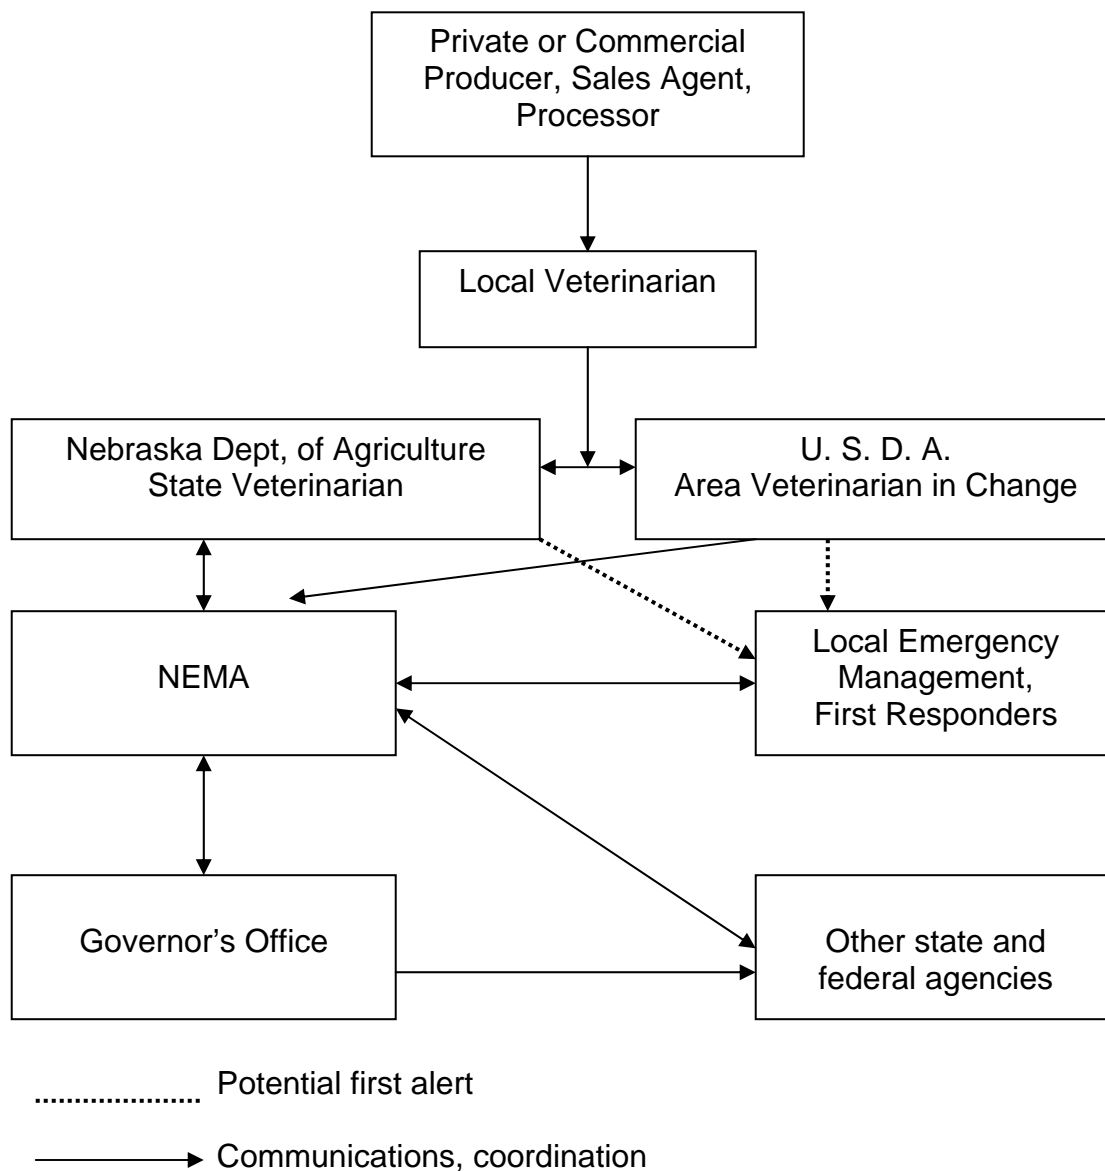 Private or Commercial
Producer, Sales Agent,
Processor
Local Veterinarian
Nebraska Dept, of Agriculture
State Veterinarian
U. S. D. A.
Area Veterinarian in Change
NEMA
Local Emergency
Management,
First Responders
Governor’s Office
Other state and
federal agencies
Potential first alert
Communications, coordination